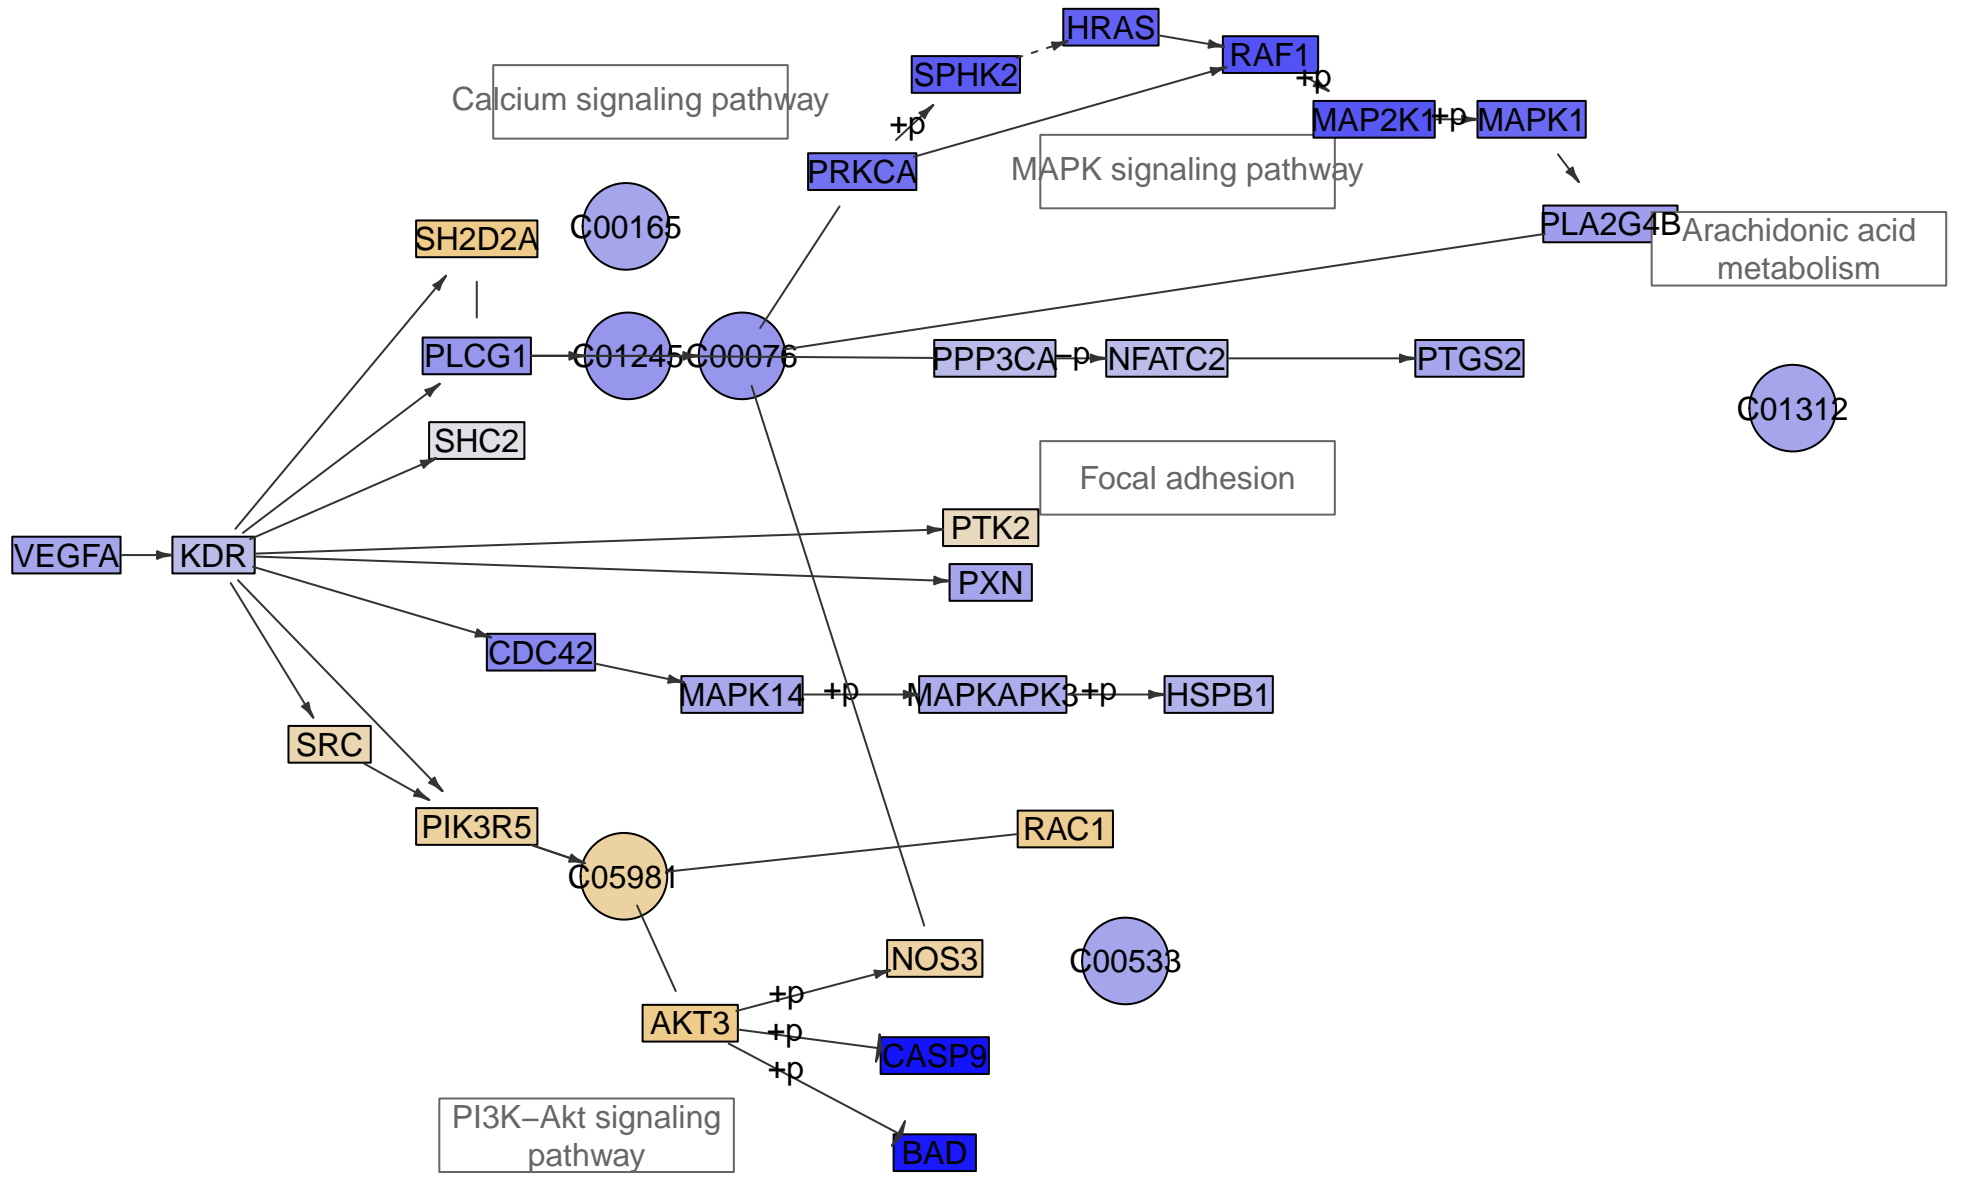 HRAS
RAF1
+p
SPHK2
Calcium signaling pathway
+p
MAP2K1
+p
MAPK1
PRKCA
MAPK signaling pathway
SH2D2A
C00165
PLA2G4B
Arachidonic acid
metabolism
PLCG1
C01245
C00076
PPP3CA
−p
NFATC2
PTGS2
C01312
SHC2
Focal adhesion
PTK2
VEGFA
KDR
PXN
CDC42
MAPK14
+p
MAPKAPK3
+p
HSPB1
SRC
PIK3R5
RAC1
C05981
NOS3
C00533
+p
AKT3
+p
CASP9
+p
PI3K−Akt signaling
pathway
BAD